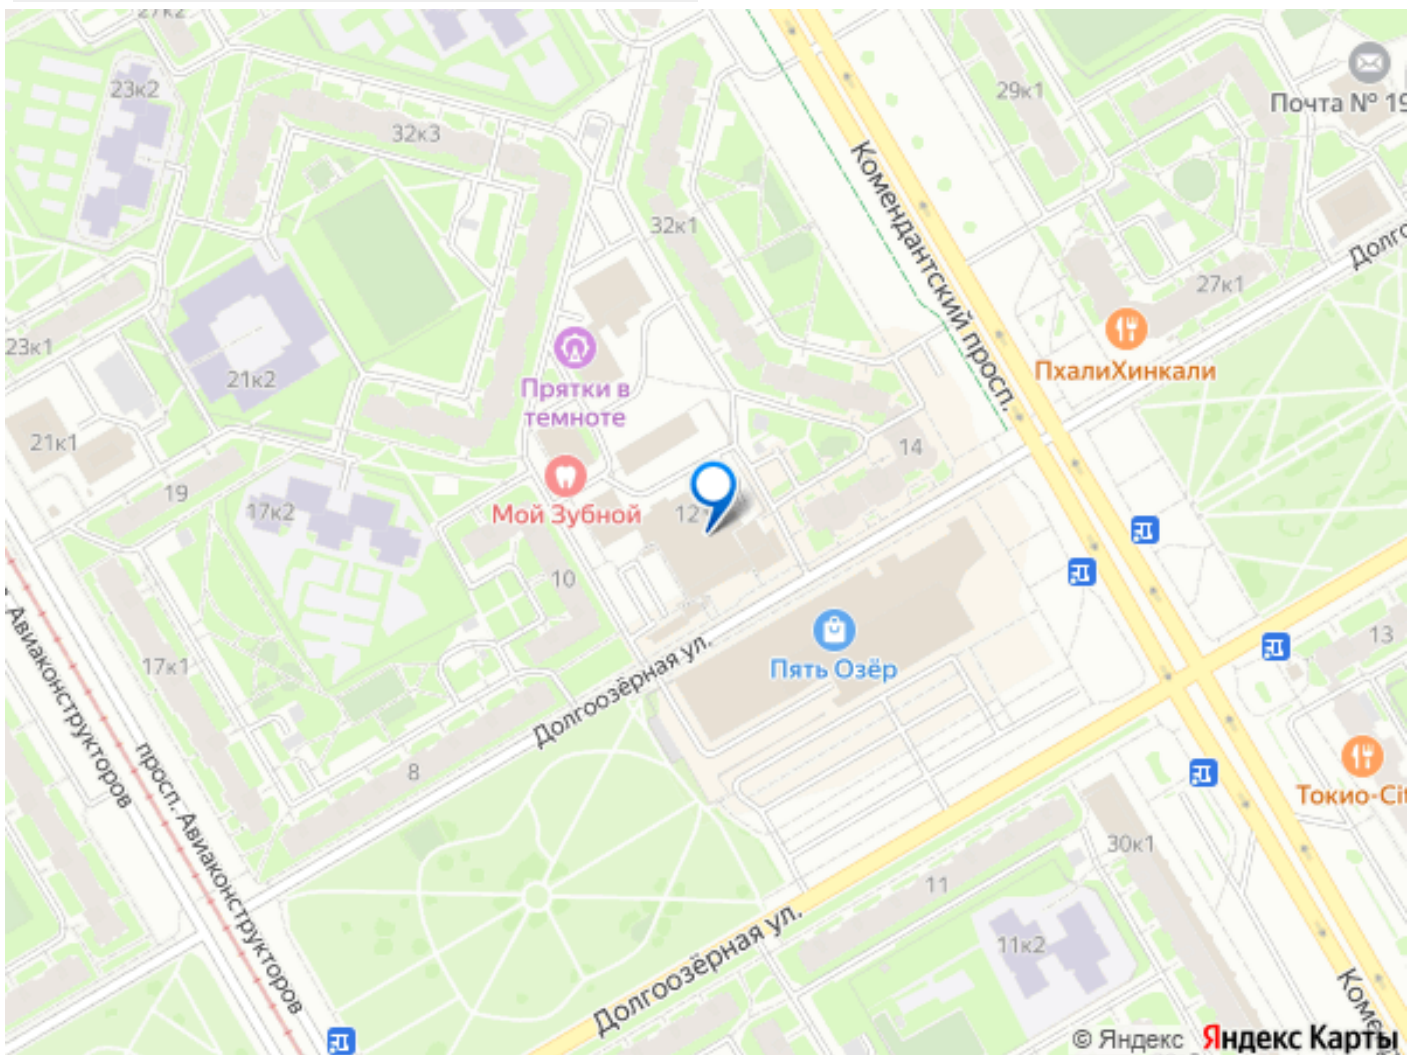 27к2
23к2
32к3
29к1
Почта № 19
Комендантский просп.
32к1
Долго
27к1
23к1
21к2
Прятки в
темноте
ПхалиХинкали
21к1
19
17к2
Мой Зубной
12
14
10
17к1
Долгоозёрная ул.
Пять Озёр
13
Авиаконструкторов
просп. Авиаконструкторов
8
Токио-Cit
30к1
11
11к2
Долгоозёрная ул.
Коме
© Яндекс Яндекс Карты